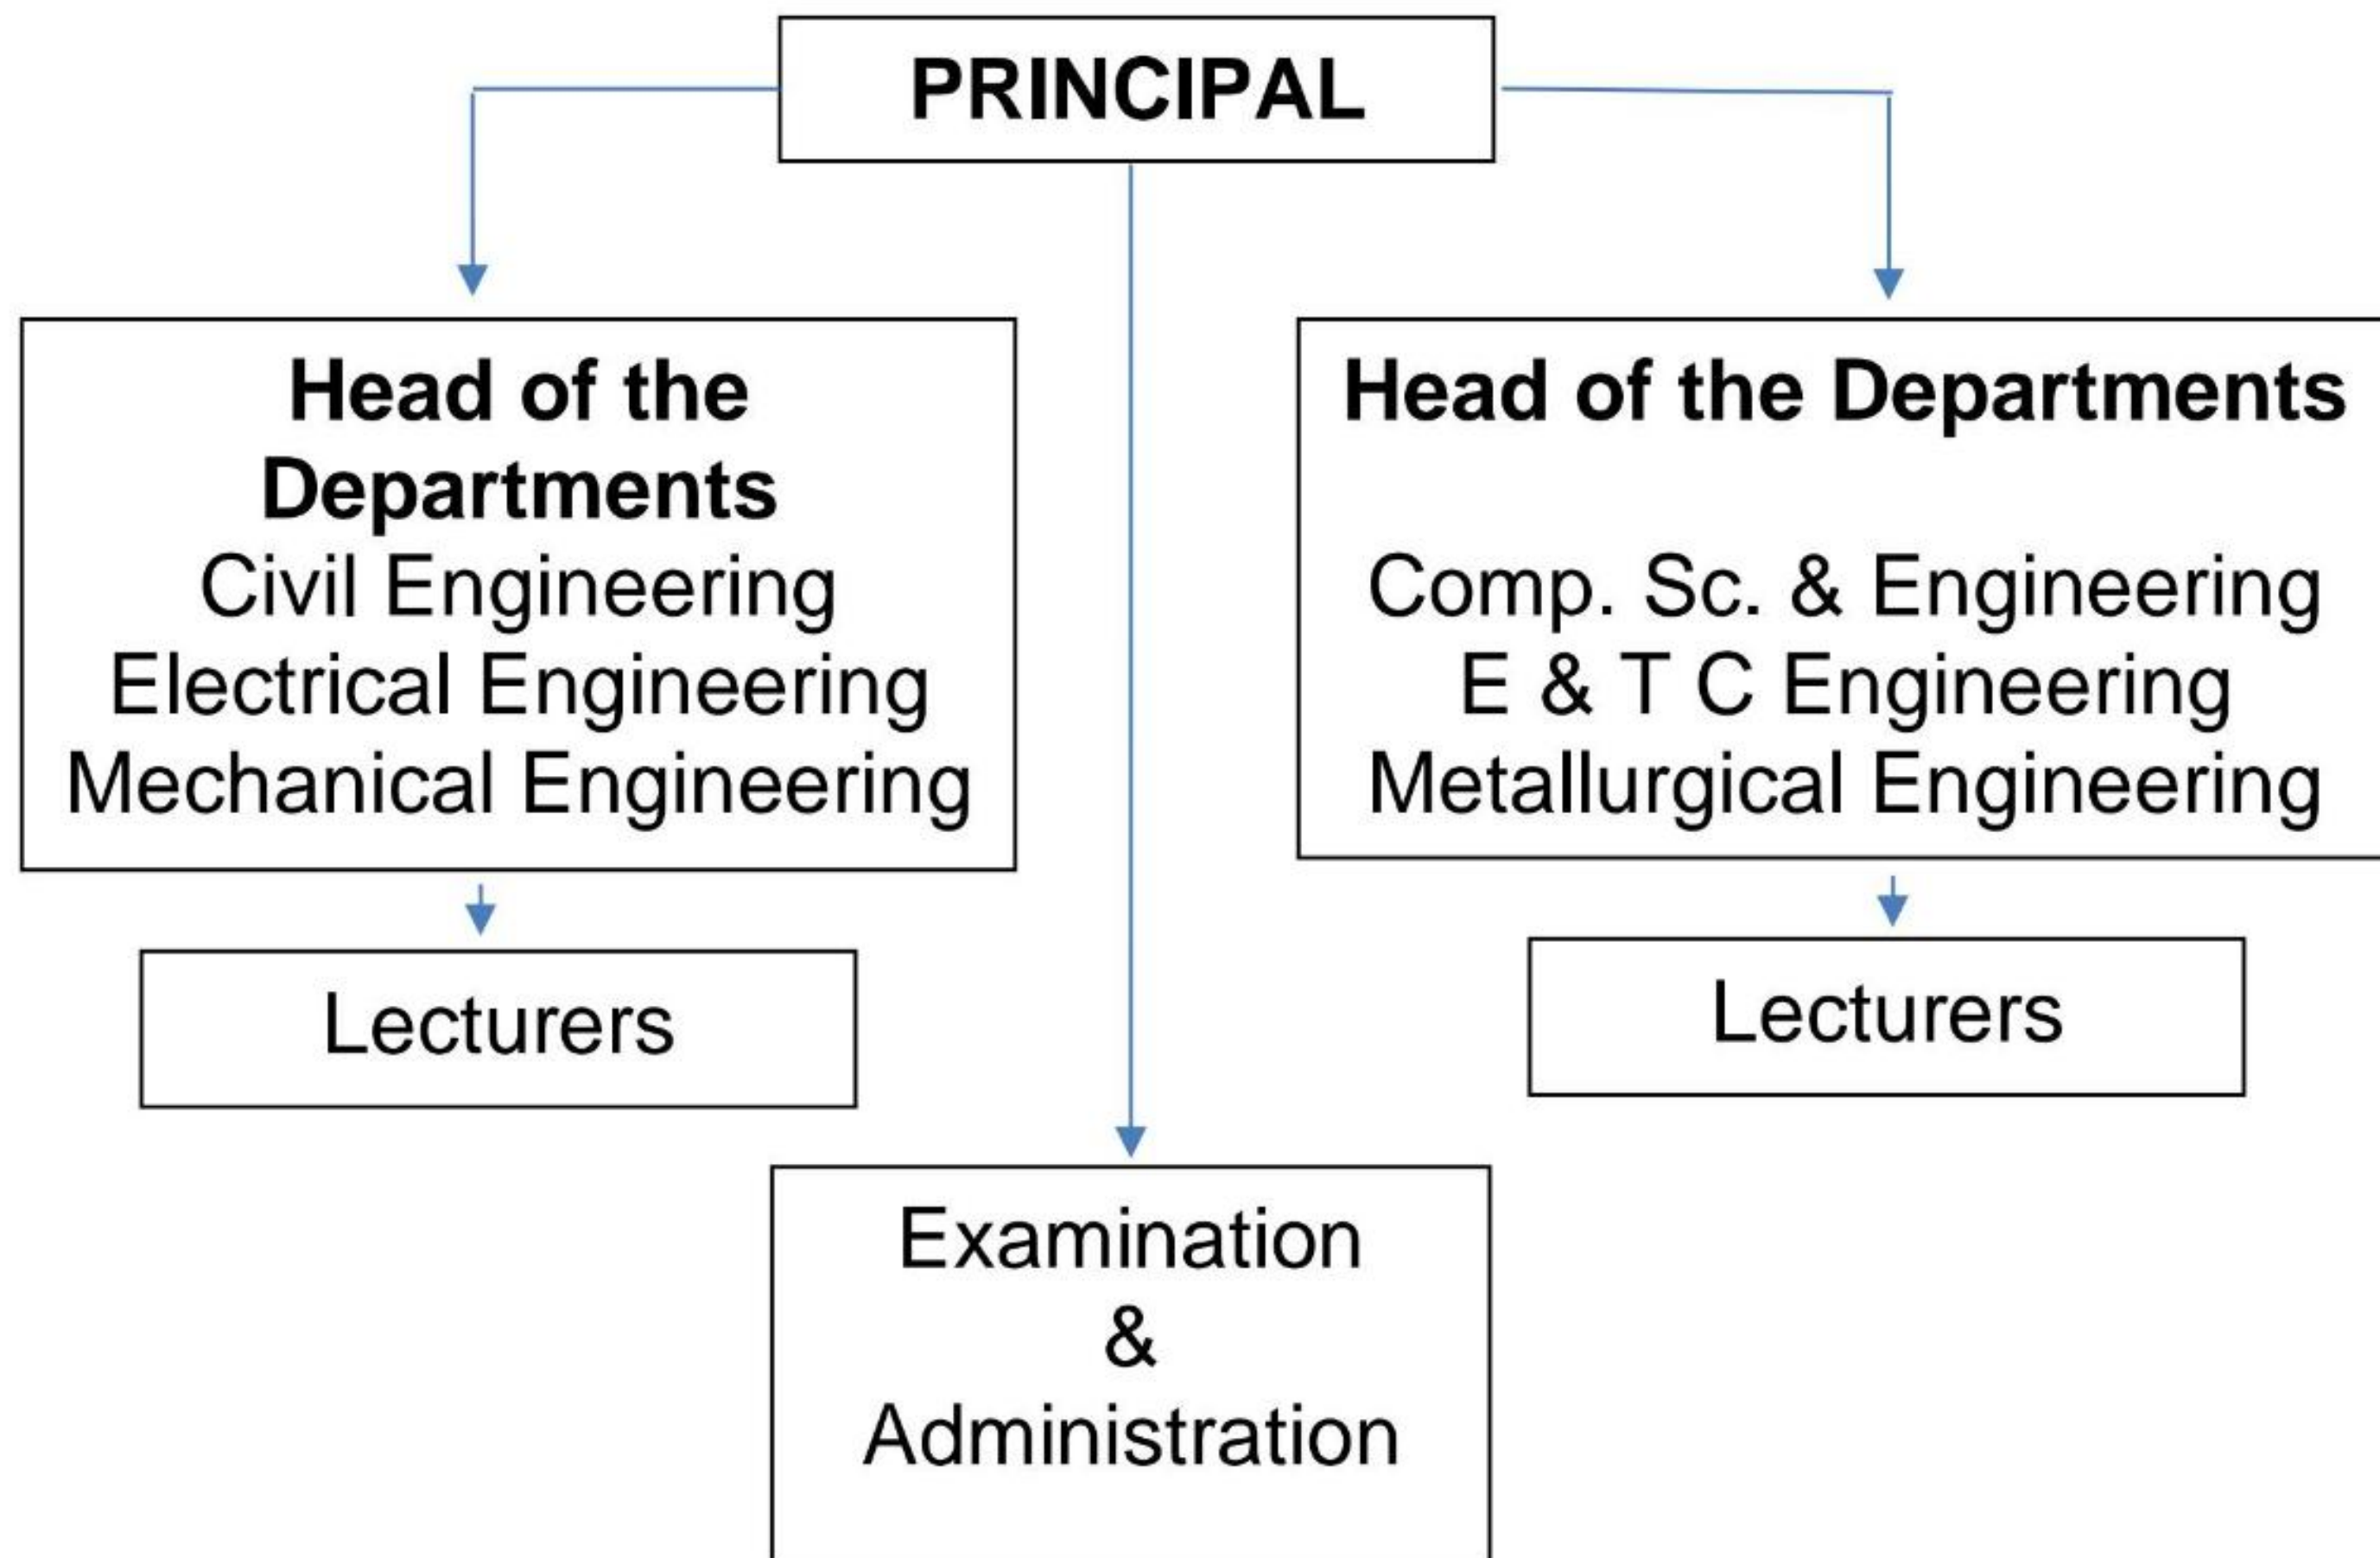 PRINCIPAL
Head of the
Departments
Civil Engineering
Electrical Engineering
Mechanical Engineering
Head of the Departments
Comp. Sc. & Engineering
E & T C Engineering
Metallurgical Engineering
Lecturers
Lecturers
Examination
&
Administration